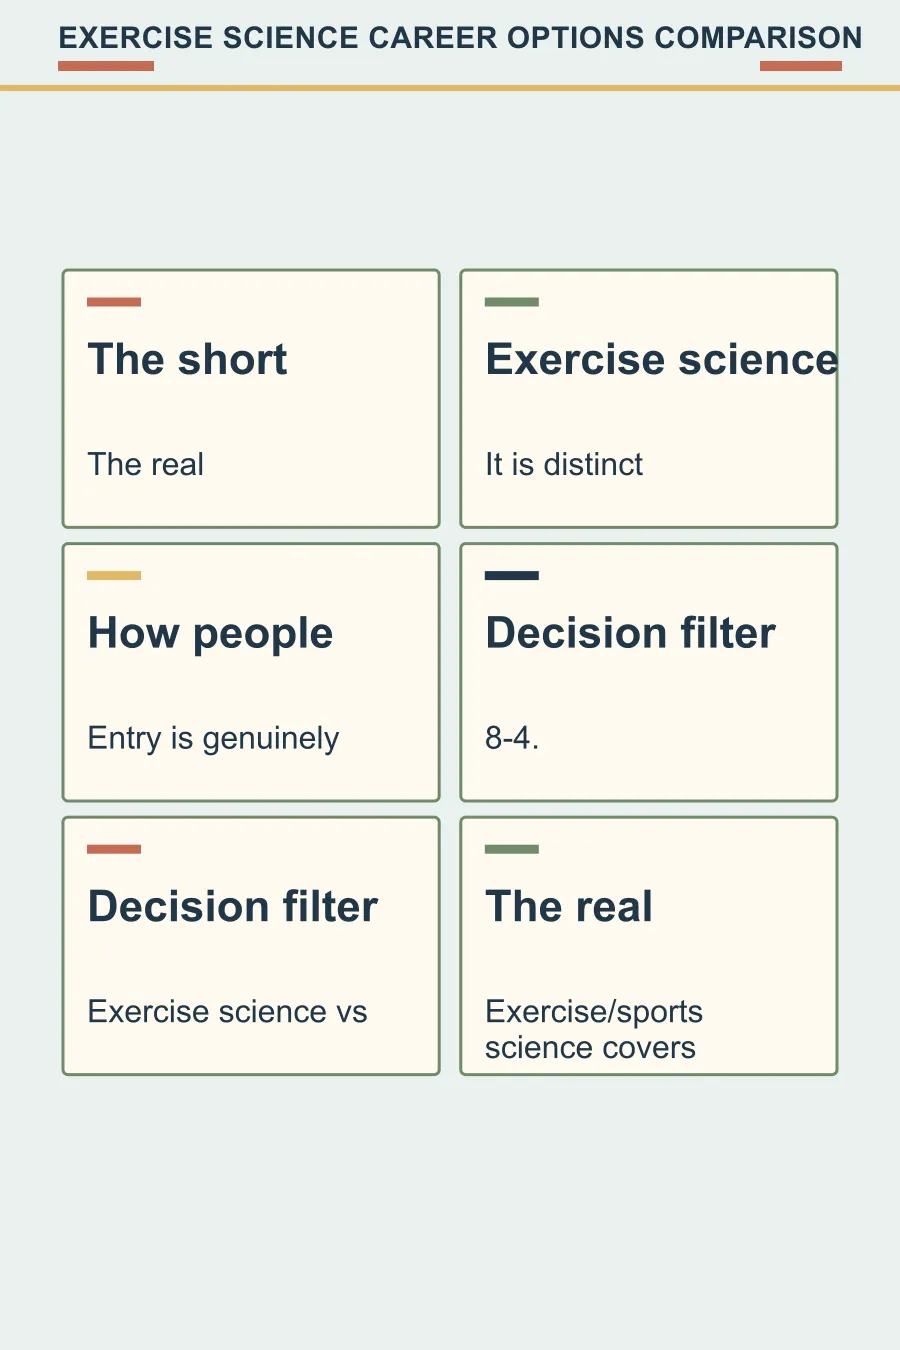 EXERCISE SCIENCE CAREER OPTIONS COMPARISON
The short
The real
Exercise science
It is distinct
How people
Entry is genuinely
Decision filter
8-4.
Decision filter
Exercise science vs
The real
Exercise/sports
science covers